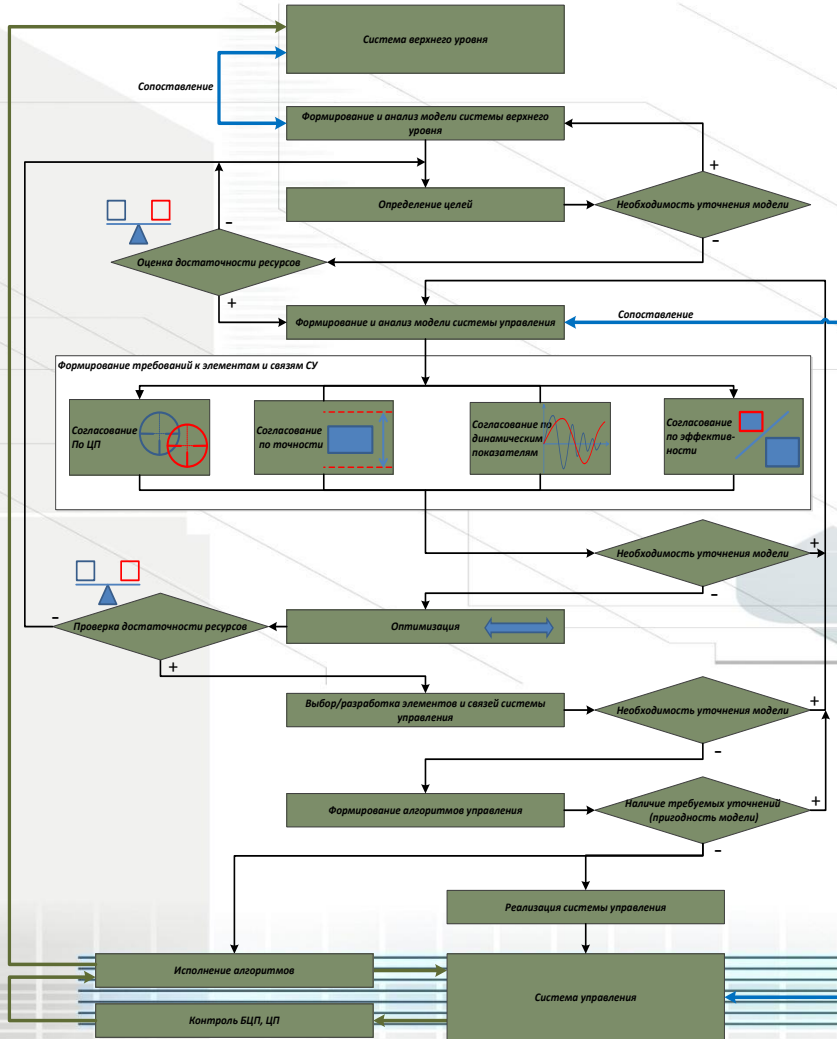 Система верхнего уровня
Сопоставление
Формирование и анализ модели системы верхнего
уровня
+
Определение целей
Необходимость уточнения модели
–
–
Оценка достаточности ресурсов
+
Формирование и анализ модели системы управления
Сопоставление
Формирование требований к элементам и связям СУ
Согласование
По ЦП
Согласование
по точности
Согласование по
динамическим
показателям
Согласование
по эффектив-
ности
Необходимость уточнения модели
+
–
Проверка достаточности ресурсов
–
+
Оптимизация
Выбор/разработка элементов и связей системы
управления
Необходимость уточнения модели
+
–
Формирование алгоритмов управления
Наличие требуемых уточнений
(пригодность модели)
+
–
Реализация системы управления
Исполнение алгоритмов
Система управления
Контроль БЦП, ЦП